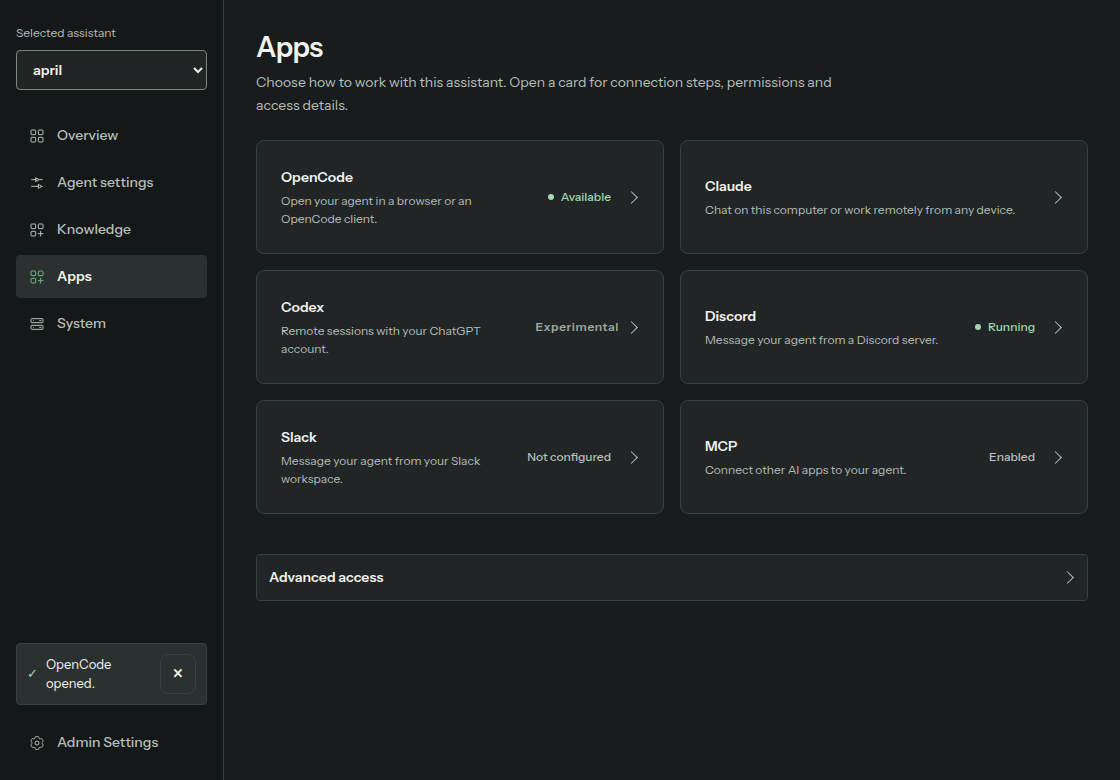 Selected assistant
april
Overview
Agent settings
Knowledge
Apps
System
✓ OpenCode
opened.
×
Admin Settings
Apps
Choose how to work with this assistant. Open a card for connection steps, permissions and
access details.
OpenCode
Open your agent in a browser or an
OpenCode client.
Available
Claude
Chat on this computer or work remotely from any device.
Codex
Remote sessions with your ChatGPT
account.
Experimental
Discord
Message your agent from a Discord server.
Running
Slack
Message your agent from your Slack
workspace.
Not configured
MCP
Connect other AI apps to your agent.
Enabled
Advanced access